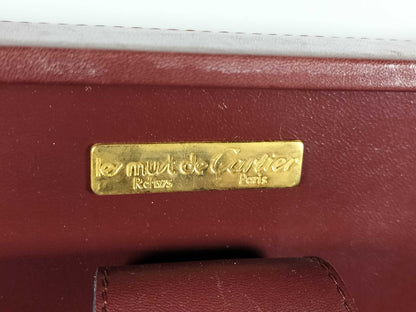 les must de Cartier
Paris